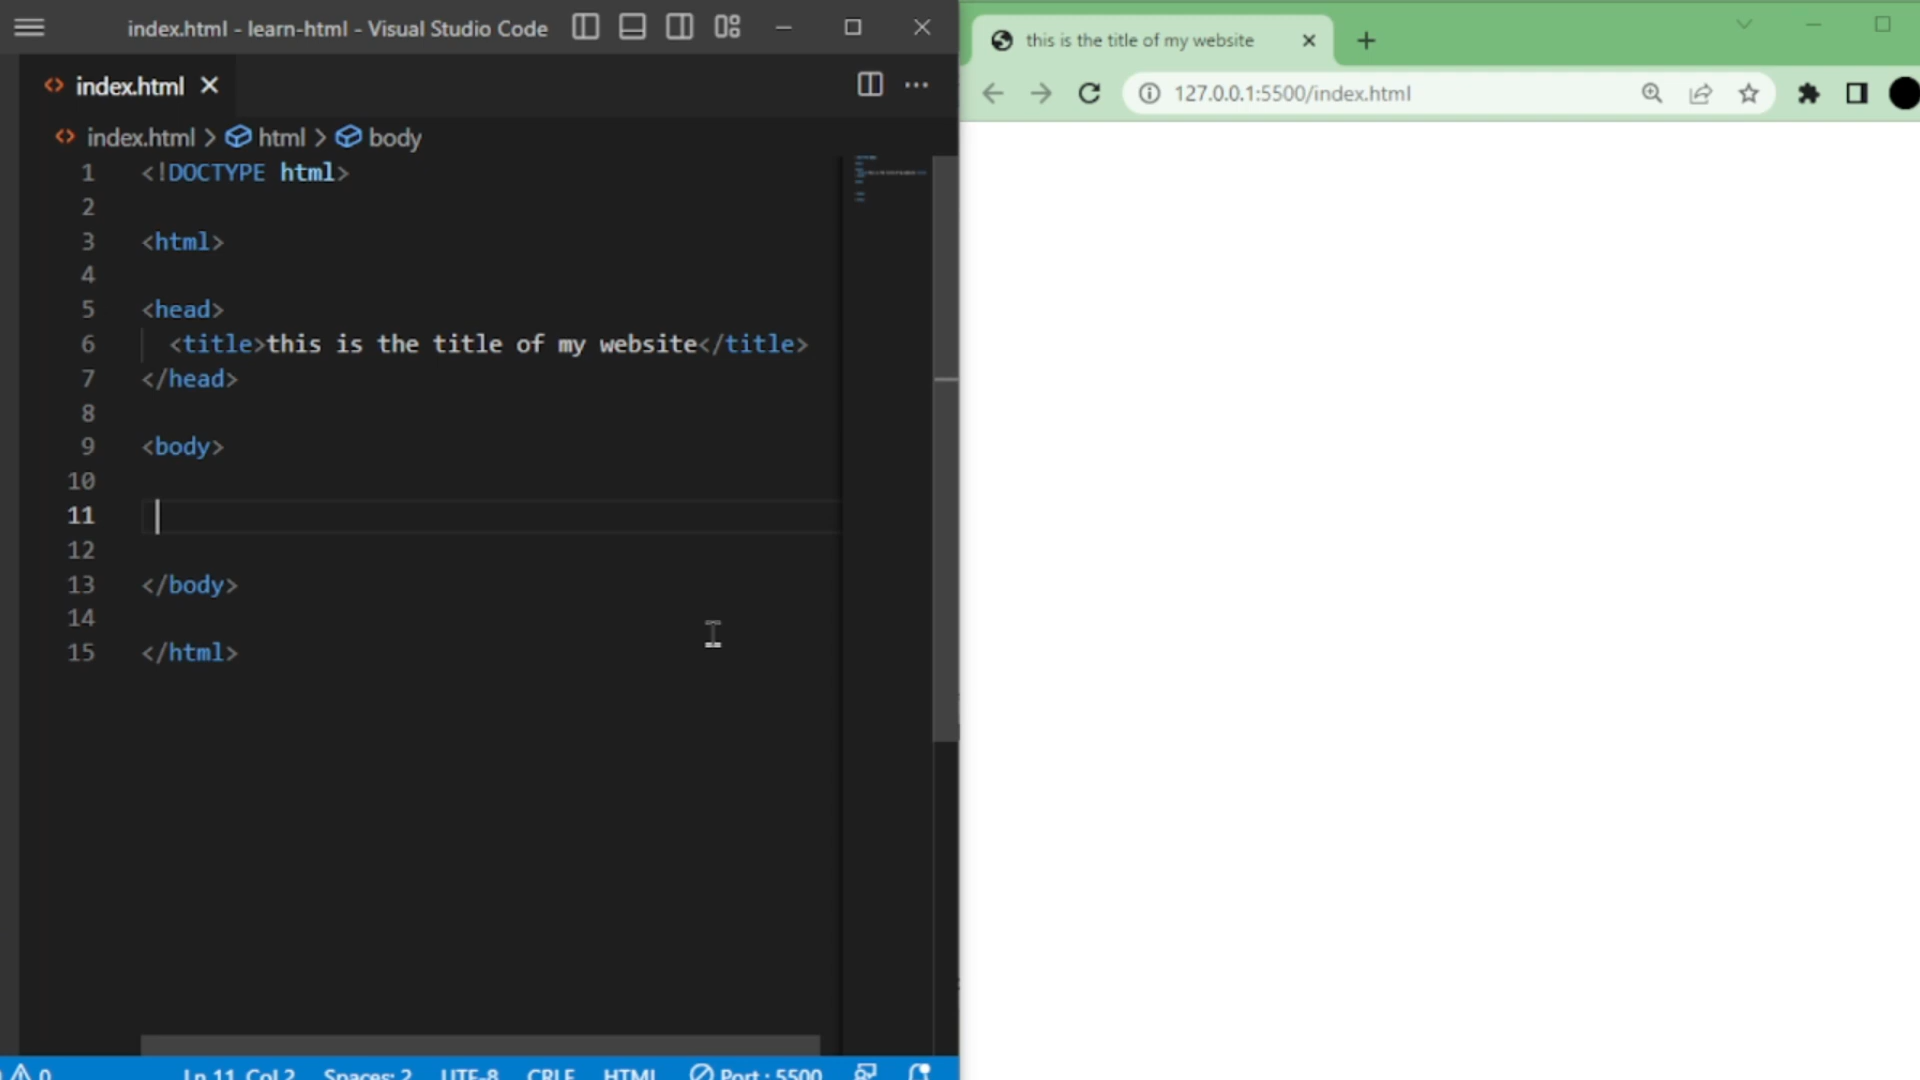 index.html - learn-html - Visual Studio Code
index.html
index.html > html > body
1 <!DOCTYPE html>
2
3 <html>
4
5 <head>
6 <title>this is the title of my website</title>
7 </head>
8
9 <body>
10
11
12
13 </body>
14
15 </html>
0 Ln 11, Col 2 Spaces: 2 UTF-8 CRLF HTML Port : 5500
this is the title of my website
127.0.0.1:5500/index.html